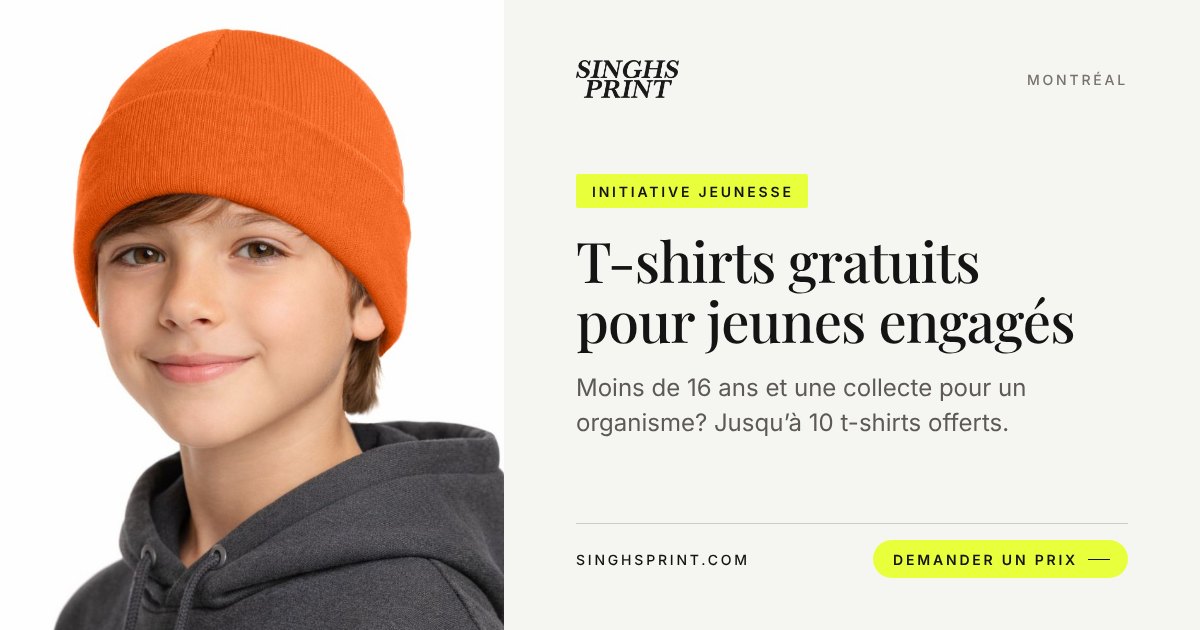 SINGHS
PRINT
MONTRÉAL
INITIATIVE JEUNESSE
T-shirts gratuits
pour jeunes engagés
Moins de 16 ans et une collecte pour un
organisme? Jusqu’à 10 t-shirts offerts.
SINGHSPRINT.COM
DEMANDER UN PRIX —